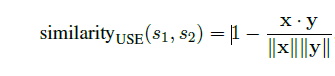 similarity_USE(s_1, s_2) = 1 − x · y / ‖x‖‖y‖